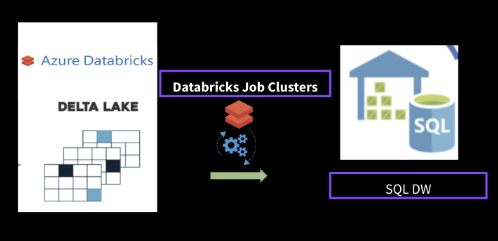 Azure Databricks
DELTA LAKE
Databricks Job Clusters
SQL
SQL DW